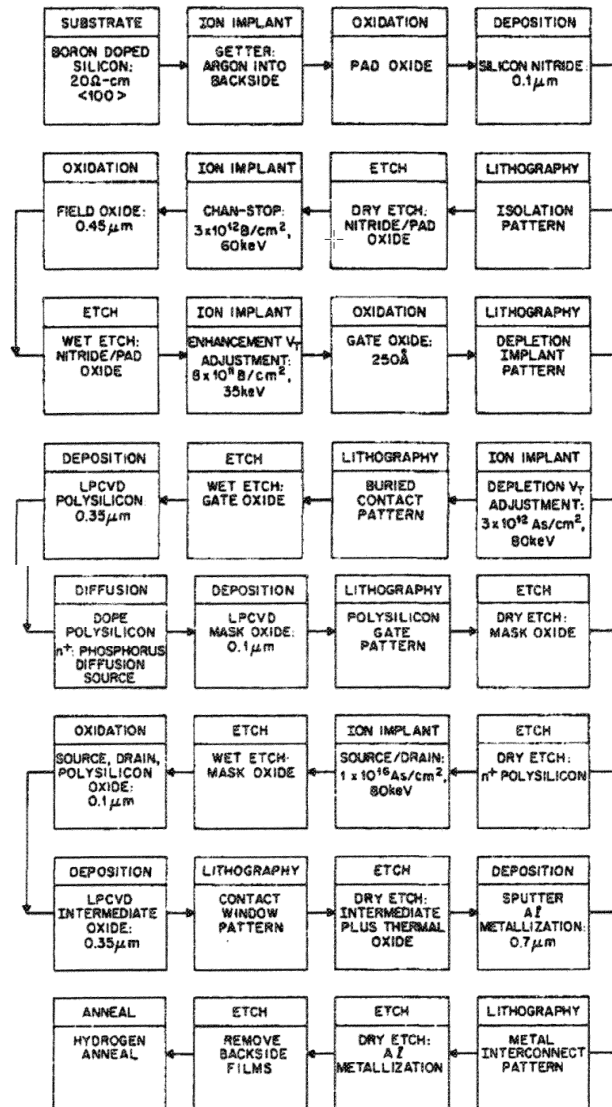 SUBSTRATE
BORON DOPED
SILICON:
20Ω-cm
<100>
ION IMPLANT
GETTER:
ARGON INTO
BACKSIDE
OXIDATION
PAD OXIDE
DEPOSITION
SILICON NITRIDE:
0.1μm
OXIDATION
FIELD OXIDE:
0.45μm
ION IMPLANT
CHAN-STOP:
3x10¹²B/cm²,
60keV
ETCH
DRY ETCH:
NITRIDE/PAD
OXIDE
LITHOGRAPHY
ISOLATION
PATTERN
ETCH
WET ETCH:
NITRIDE/PAD
OXIDE
ION IMPLANT
ENHANCEMENT V_T
ADJUSTMENT:
8x10¹¹B/cm²,
35keV
OXIDATION
GATE OXIDE:
250Å
LITHOGRAPHY
DEPLETION
IMPLANT
PATTERN
DEPOSITION
LPCVD
POLYSILICON:
0.35μm
ETCH
WET ETCH:
GATE OXIDE
LITHOGRAPHY
BURIED
CONTACT
PATTERN
ION IMPLANT
DEPLETION V_T
ADJUSTMENT:
3x10¹² As/cm²,
80keV
DIFFUSION
DOPE
POLYSILICON
n⁺: PHOSPHORUS
DIFFUSION
SOURCE
DEPOSITION
LPCVD
MASK OXIDE:
0.1μm
LITHOGRAPHY
POLYSILICON
GATE
PATTERN
ETCH
DRY ETCH:
MASK OXIDE
OXIDATION
SOURCE, DRAIN,
POLYSILICON
OXIDE:
0.1μm
ETCH
WET ETCH:
MASK OXIDE
ION IMPLANT
SOURCE/DRAIN:
1x10¹⁶As/cm²,
80keV
ETCH
DRY ETCH:
n⁺ POLYSILICON
DEPOSITION
LPCVD
INTERMEDIATE
OXIDE:
0.35μm
LITHOGRAPHY
CONTACT
WINDOW
PATTERN
ETCH
DRY ETCH:
INTERMEDIATE
PLUS THERMAL
OXIDE
DEPOSITION
SPUTTER
Al
METALLIZATION:
0.7μm
ANNEAL
HYDROGEN
ANNEAL
ETCH
REMOVE
BACKSIDE
FILMS
ETCH
DRY ETCH:
Al
METALLIZATION
LITHOGRAPHY
METAL
INTERCONNECT
PATTERN